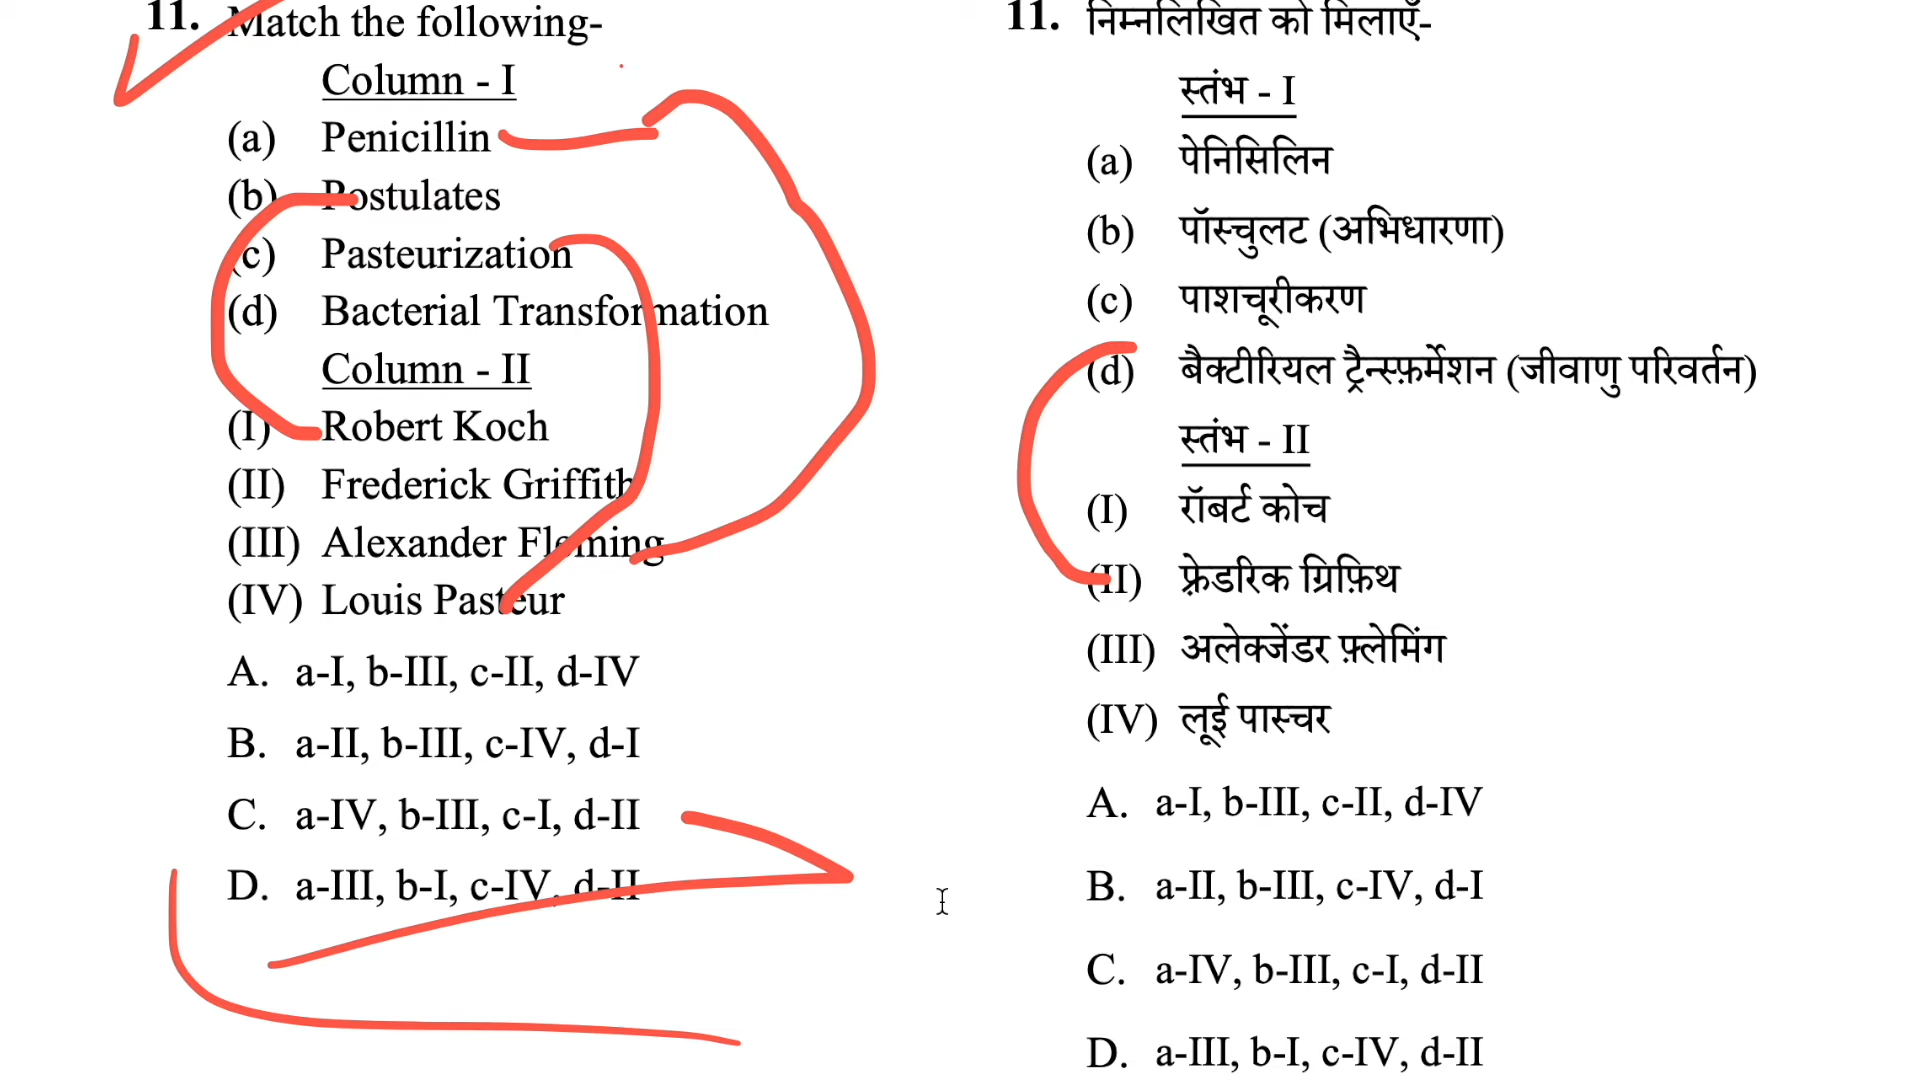 11. Match the following-
Column - I
(a) Penicillin
(b) Postulates
(c) Pasteurization
(d) Bacterial Transformation
Column - II
(I) Robert Koch
(II) Frederick Griffith
(III) Alexander Fleming
(IV) Louis Pasteur
A. a-I, b-III, c-II, d-IV
B. a-II, b-III, c-IV, d-I
C. a-IV, b-III, c-I, d-II
D. a-III, b-I, c-IV, d-II
11. निम्नलिखित को मिलाएँ-
स्तंभ - I
(a) पेनिसिलिन
(b) पॉस्चुलट (अभिधारणा)
(c) पाशचूरीकरण
(d) बैक्टीरियल ट्रैन्स्फ़र्मेशन (जीवाणु परिवर्तन)
स्तंभ - II
(I) रॉबर्ट कोच
(II) फ़्रेडरिक ग्रिफ़िथ
(III) अलेक्जेंडर फ़्लेमिंग
(IV) लूई पास्चर
A. a-I, b-III, c-II, d-IV
B. a-II, b-III, c-IV, d-I
C. a-IV, b-III, c-I, d-II
D. a-III, b-I, c-IV, d-II